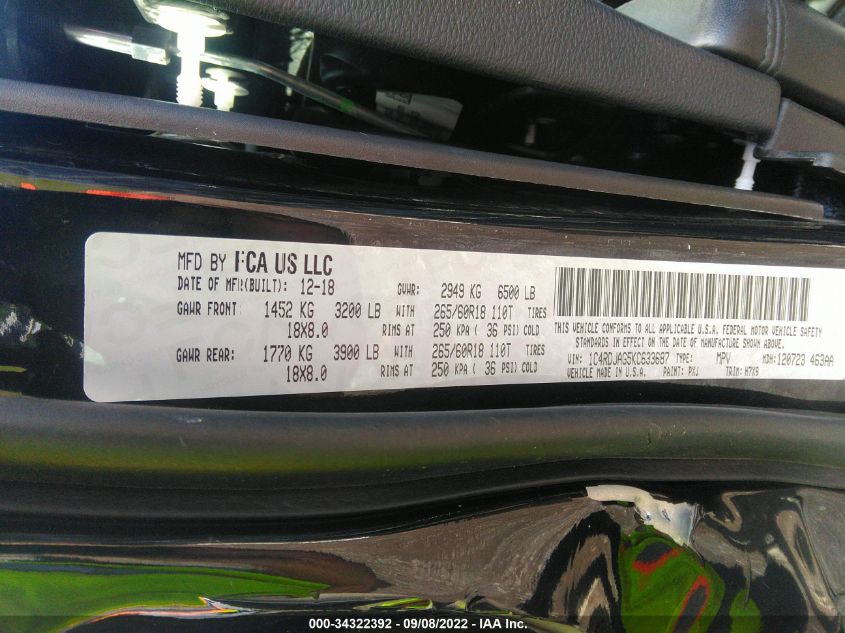 MFD BY FCA US LLC
DATE OF MFR(BUILT): 12-18 GVWR: 2949 KG 6500 LB
GAWR FRONT: 1452 KG 3200 LB WITH 265/60R18 110T TIRES
18X8.0 RIMS AT 250 KPA ( 36 PSI) COLD
GAWR REAR: 1770 KG 3900 LB WITH 265/60R18 110T TIRES
18X8.0 RIMS AT 250 KPA ( 36 PSI) COLD
THIS VEHICLE CONFORMS TO ALL APPLICABLE U.S.A. FEDERAL MOTOR VEHICLE SAFETY
STANDARDS IN EFFECT ON THE DATE OF MANUFACTURE SHOWN ABOVE.
VIN: 1C4RDJAG5KC633687 TYPE: MPV MDH: 120723 463AA
VEHICLE MADE IN U.S.A. PAINT: PXJ TRIM: H7X9
000-34322392 - 09/08/2022 - IAA Inc.